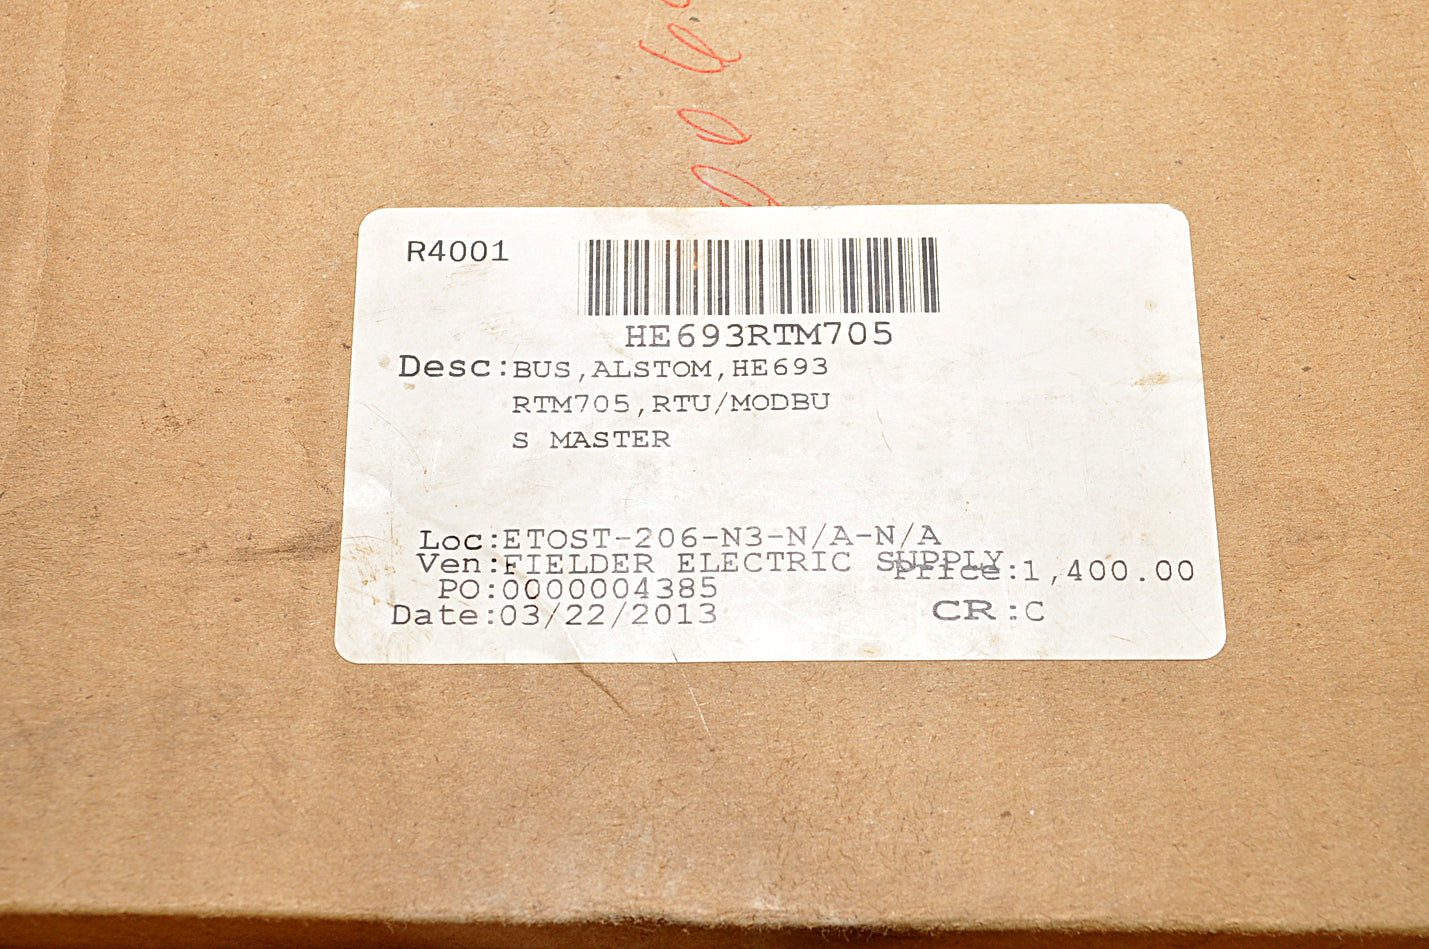 R4001
HE693RTM705
Desc:BUS,ALSTOM,HE693
RTM705,RTU/MODBU
S MASTER
Loc:ETOST-206-N3-N/A-N/A
Ven:FIELDER ELECTRIC SUPPLY
Price:1,400.00
PO:0000004385
Date:03/22/2013
CR:C